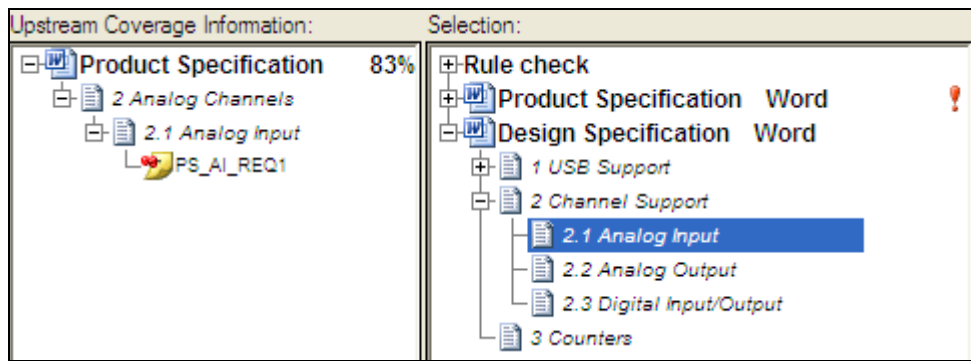 Upstream Coverage Information:
Product Specification 83%
2 Analog Channels
2.1 Analog Input
PS_AI_REQ1
Selection:
Rule check
Product Specification Word
Design Specification Word
1 USB Support
2 Channel Support
2.1 Analog Input
2.2 Analog Output
2.3 Digital Input/Output
3 Counters